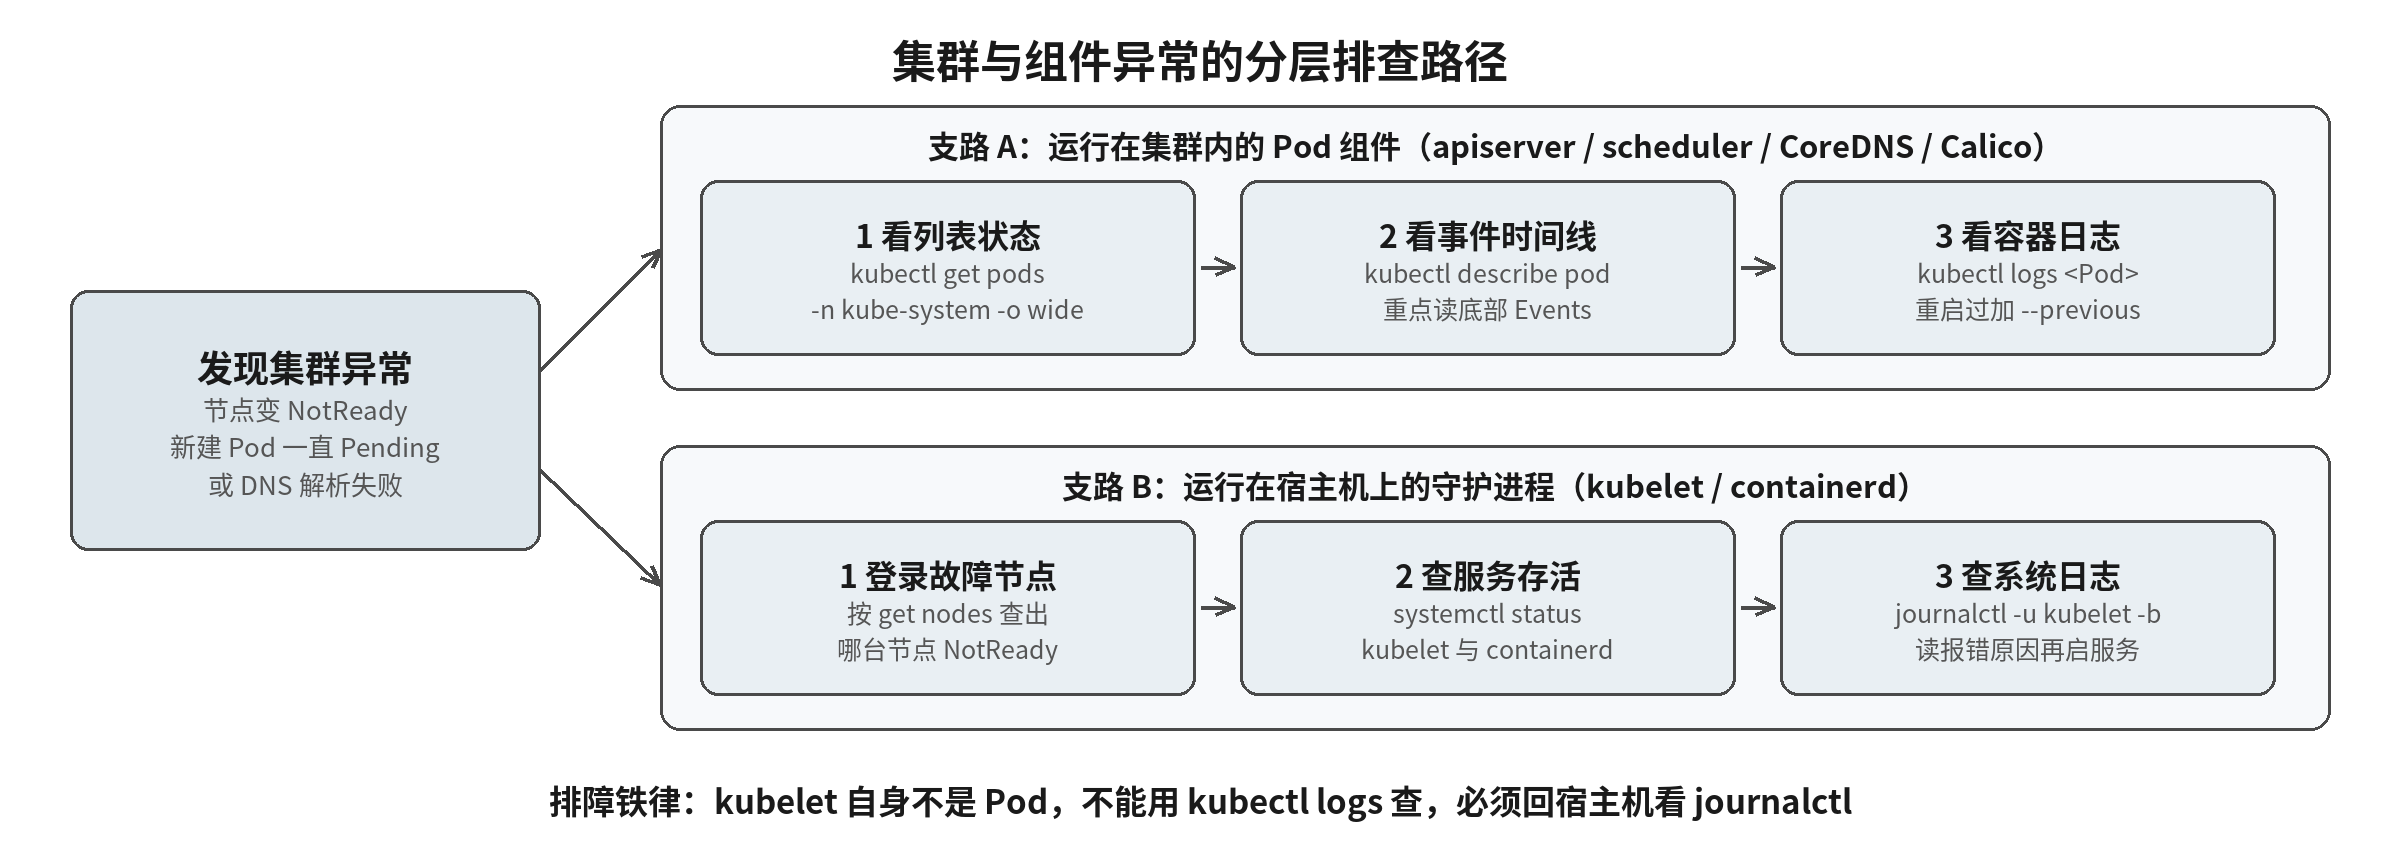 集群与组件异常的分层排查路径
发现集群异常
节点变 NotReady
新建 Pod 一直 Pending
或 DNS 解析失败
支路 A：运行在集群内的 Pod 组件（apiserver / scheduler / CoreDNS / Calico）
1 看列表状态
kubectl get pods
-n kube-system -o wide
2 看事件时间线
kubectl describe pod
重点读底部 Events
3 看容器日志
kubectl logs <Pod>
重启过加 --previous
支路 B：运行在宿主机上的守护进程（kubelet / containerd）
1 登录故障节点
按 get nodes 查出
哪台节点 NotReady
2 查服务存活
systemctl status
kubelet 与 containerd
3 查系统日志
journalctl -u kubelet -b
读报错原因再启服务
排障铁律：kubelet 自身不是 Pod，不能用 kubectl logs 查，必须回宿主机看 journalctl